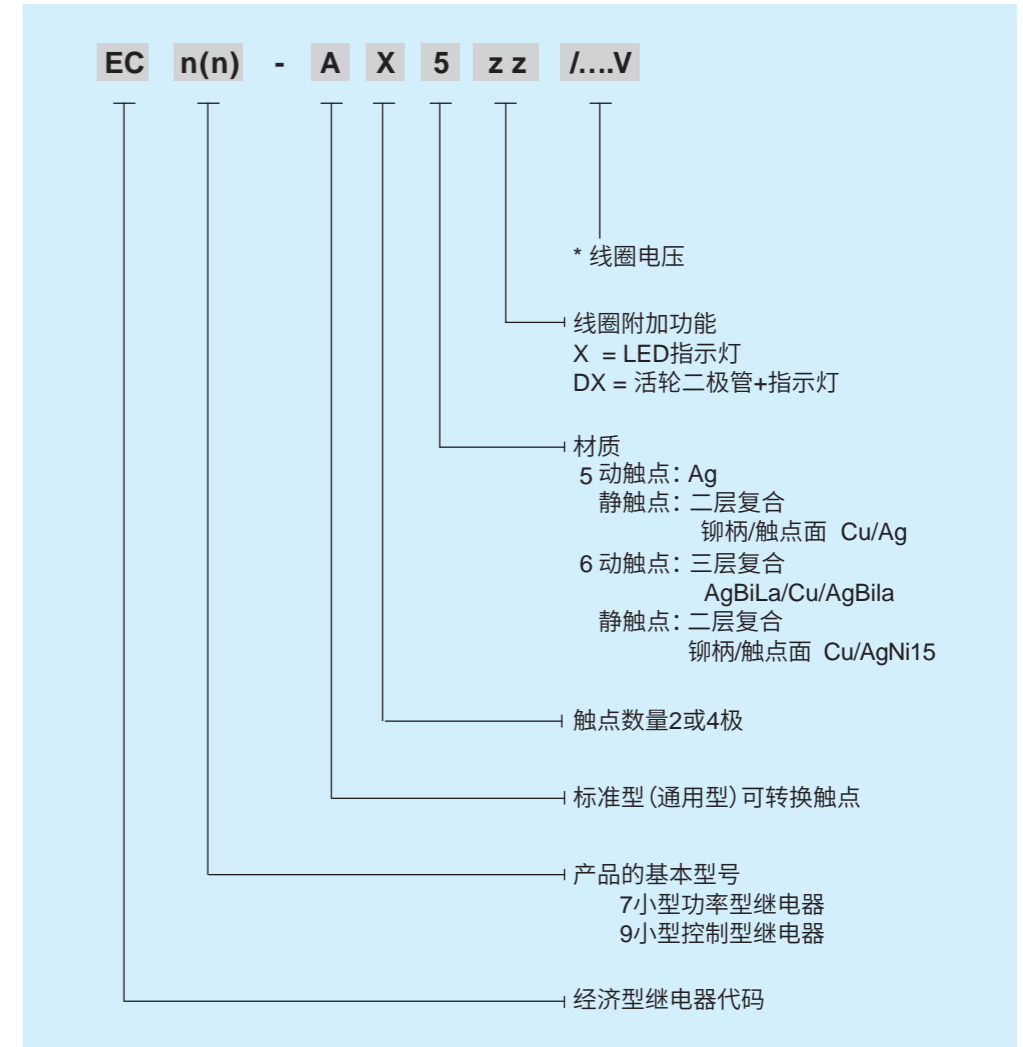 EC n(n) - A X 5 z z /....V
* 线圈电压
线圈附加功能
X = LED指示灯
DX = 活轮二极管+指示灯
材质
5 动触点：Ag
静触点：二层复合
铆柄/触点面 Cu/Ag
6 动触点：三层复合
AgBiLa/Cu/AgBila
静触点：二层复合
铆柄/触点面 Cu/AgNi15
触点数量2或4极
标准型（通用型）可转换触点
产品的基本型号
7小型功率型继电器
9小型控制型继电器
经济型继电器代码